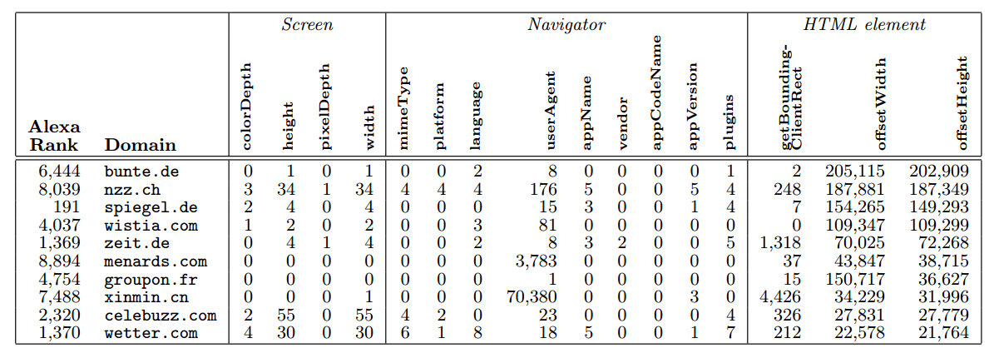 Screen Navigator HTML element
Alexa Rank Domain colorDepth height pixelDepth width mimeType platform language userAgent appName vendor appCodeName appVersion plugins getBounding-ClientRect offsetWidth offsetHeight
6,444 bunte.de 0 1 0 1 0 0 2 8 0 0 0 0 1 2 205,115 202,909
8,039 nzz.ch 3 34 1 34 4 4 4 176 5 0 0 5 4 248 187,881 187,349
191 spiegel.de 2 4 0 4 0 0 0 15 3 0 0 1 4 7 154,265 149,293
4,037 wistia.com 1 2 0 2 0 0 3 81 0 0 0 0 0 0 109,347 109,299
1,369 zeit.de 0 4 1 4 0 0 2 8 3 2 0 0 5 1,318 70,025 72,268
8,894 menards.com 0 0 0 0 0 0 0 3,783 0 0 0 0 0 37 43,847 38,715
4,754 groupon.fr 0 0 0 0 0 0 0 1 0 0 0 0 0 15 150,717 36,627
7,488 xinmin.cn 0 0 0 1 0 0 0 70,380 0 0 0 3 0 4,426 34,229 31,996
2,320 celebuzz.com 2 55 0 55 4 2 0 23 0 0 0 0 4 326 27,831 27,779
1,370 wetter.com 4 30 0 30 6 1 8 18 5 0 0 1 7 212 22,578 21,764